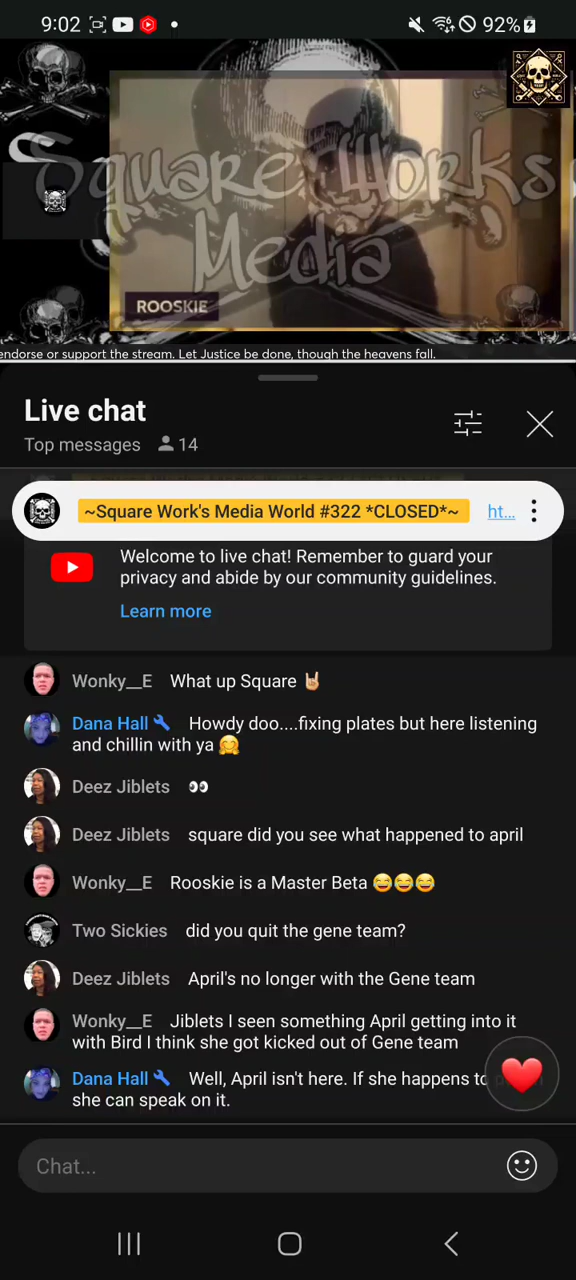 9:02
92%
Square Works
Media
ROOSKIE
endorse or support the stream. Let Justice be done, though the heavens fall.
Live chat
Top messages 14
~Square Work's Media World #322 *CLOSED*~ ht...
Welcome to live chat! Remember to guard your
privacy and abide by our community guidelines.
Learn more
Wonky__E What up Square 🤘🏼
Dana Hall Howdy doo....fixing plates but here listening
and chillin with ya 🤗
Deez Jiblets 👀
Deez Jiblets square did you see what happened to april
Wonky__E Rooskie is a Master Beta 😂😂😂
Two Sickies did you quit the gene team?
Deez Jiblets April's no longer with the Gene team
Wonky__E Jiblets I seen something April getting into it
with Bird I think she got kicked out of Gene team
Dana Hall Well, April isn't here. If she happens to
she can speak on it.
Chat...